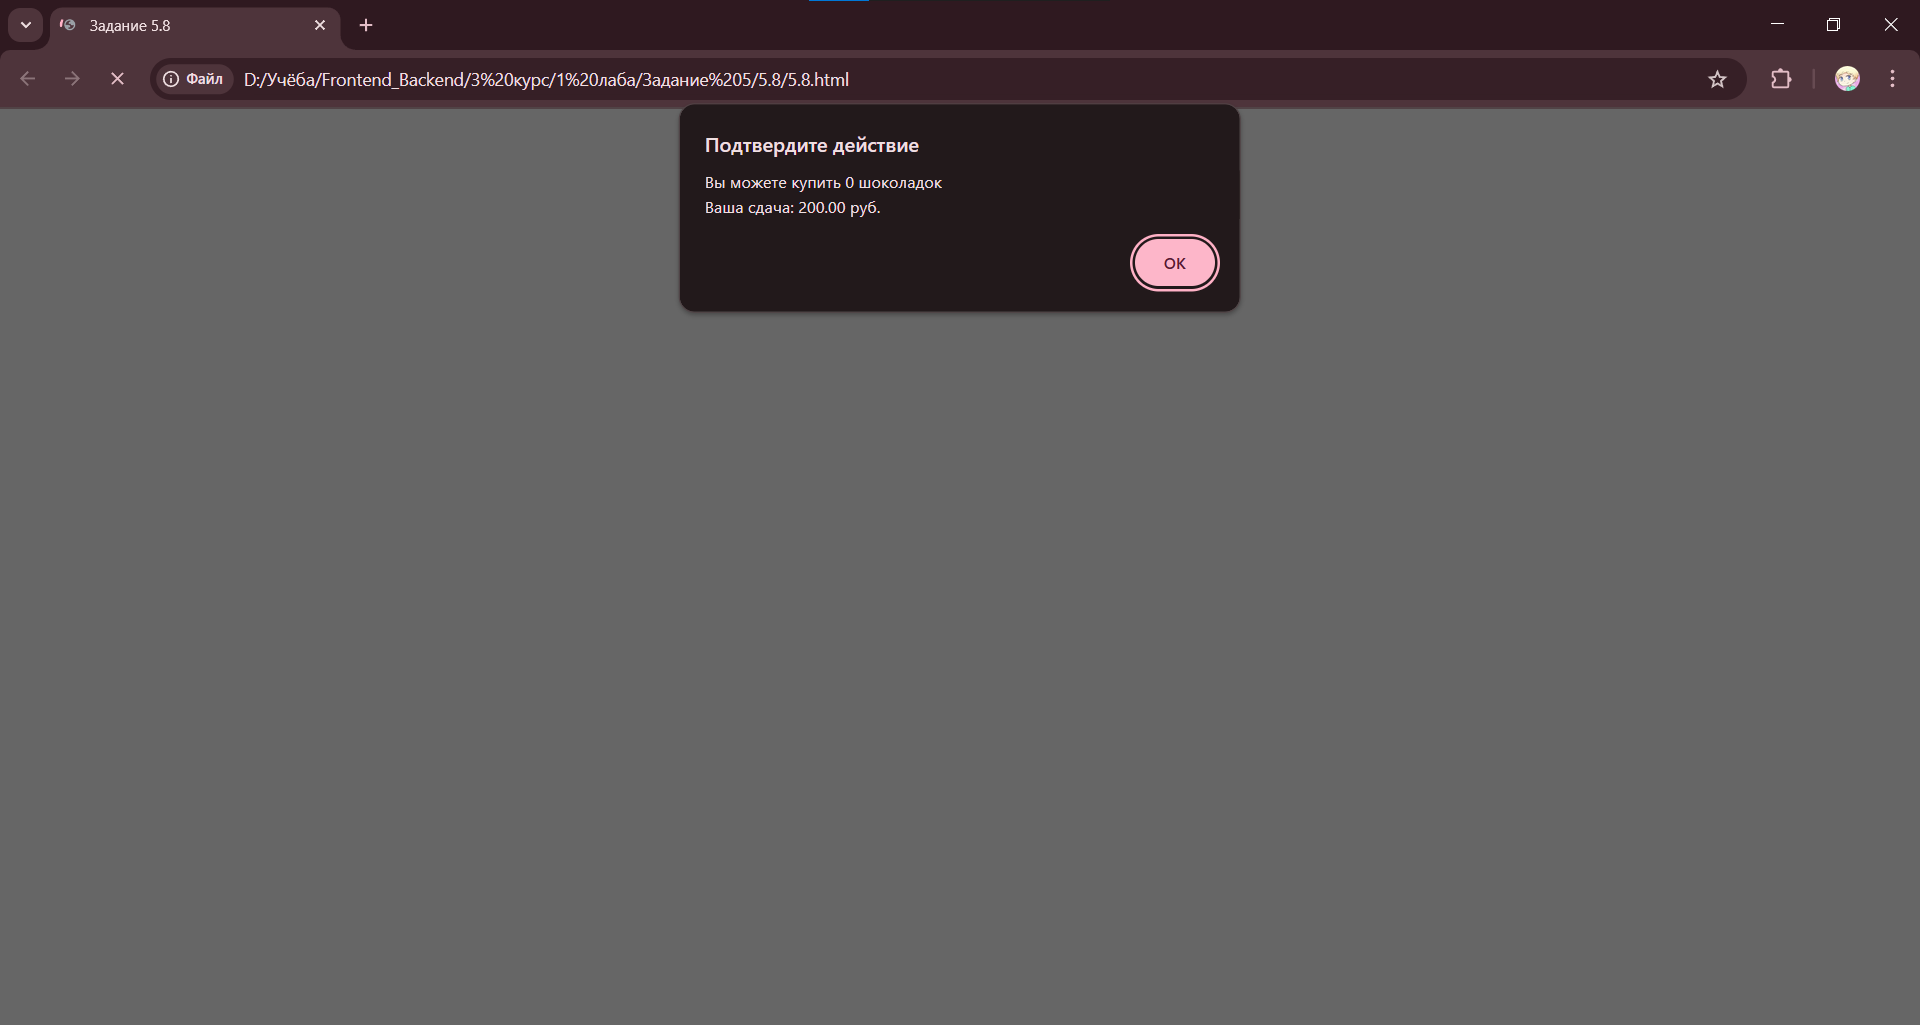 Задание 5.8
Файл
D:/Учёба/Frontend_Backend/3%20курс/1%20лаба/Задание%205/5.8/5.8.html
Подтвердите действие
Вы можете купить 0 шоколадок
Ваша сдача: 200.00 руб.
ОК